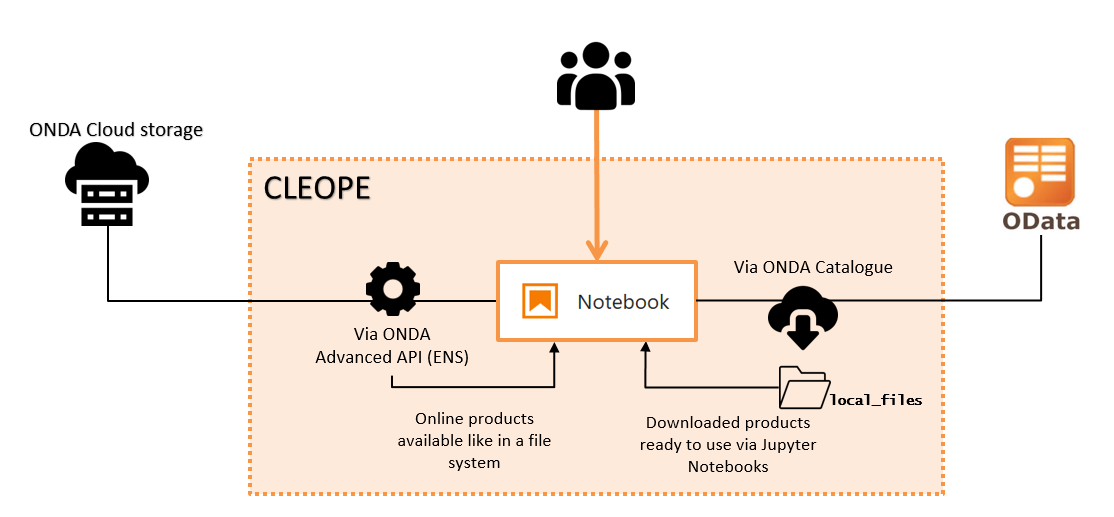 ONDA Cloud storage
CLEOPE
OData
Via ONDA Catalogue
Notebook
Via ONDA
Advanced API (ENS)
local_files
Online products
available like in a file
system
Downloaded products
ready to use via Jupyter
Notebooks